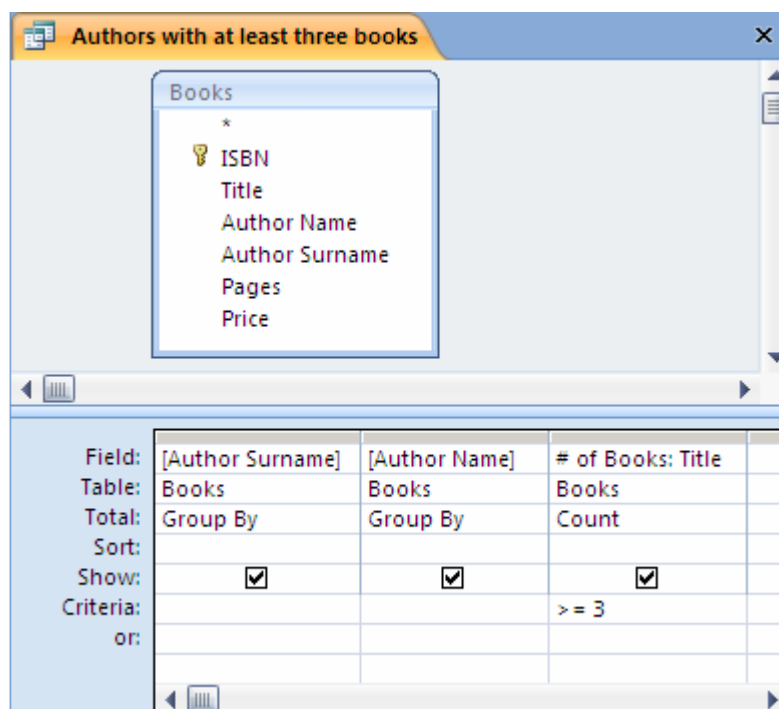 Authors with at least three books
Books
*
ISBN
Title
Author Name
Author Surname
Pages
Price
Field: [Author Surname] [Author Name] # of Books: Title
Table: Books Books Books
Total: Group By Group By Count
Sort:
Show:
Criteria: >= 3
or: